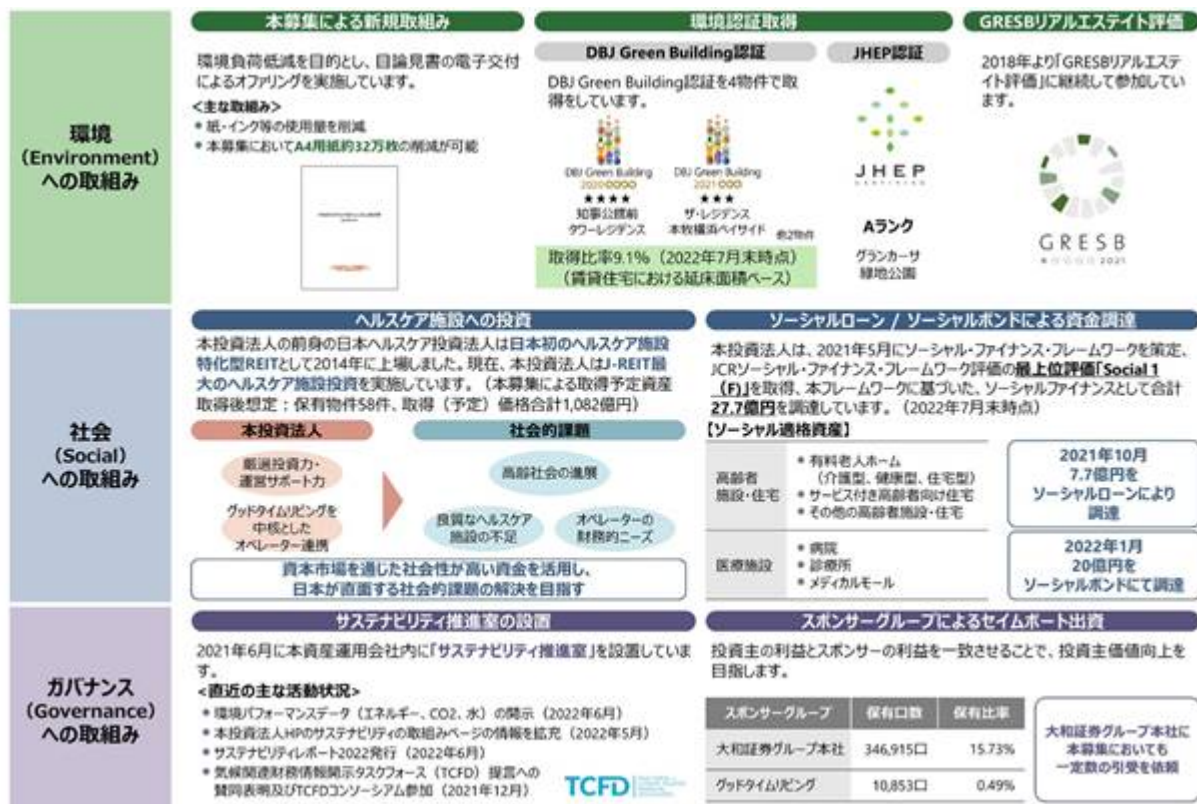 環境
(Environment)
への取組み
本募集による新規取組み
環境負荷低減を目的とし、目論見書の電子交付
によるオファリングを実施しています。
<主な取組み>
* 紙・インク等の使用量を削減
* 本募集においてA4用紙約32万枚の削減が可能
環境認証取得
DBJ Green Building認証
DBJ Green Building認証を4物件で取
得をしています。
DBJ Green Building
2020
★★★★
知事公館前
タワーレジデンス
DBJ Green Building
2021
★★★
ザ・レジデンス
本牧横浜ベイサイド
他2物件
取得比率9.1%(2022年7月末時点)
(賃貸住宅における延床面積ベース)
JHEP認証
JHEP
Aランク
グランカーサ
緑地公園
GRESBリアルエステイト評価
2018年より「GRESBリアルエステ
イト評価」に継続して参加してい
ます。
GRESB
2021
社会
(Social)
への取組み
ヘルスケア施設への投資
本投資法人の前身の日本ヘルスケア投資法人は日本初のヘルスケア施設
特化型REITとして2014年に上場しました。現在、本投資法人はJ-REIT最
大のヘルスケア施設投資を実施しています。(本募集による取得予定資産
取得後想定:保有物件58件、取得(予定)価格合計1,082億円)
本投資法人
厳選投資力・
運営サポート力
グッドタイムリビングを
中核とした
オペレーター連携
社会的課題
高齢社会の進展
良質なヘルスケア
施設の不足
オペレーターの
財務的ニーズ
資本市場を通じた社会性が高い資金を活用し、
日本が直面する社会的課題の解決を目指す
ソーシャルローン / ソーシャルボンドによる資金調達
本投資法人は、2021年5月にソーシャル・ファイナンス・フレームワークを策定、
JCRソーシャル・ファイナンス・フレームワーク評価の最上位評価「Social 1
(F)」を取得、本フレームワークに基づいた、ソーシャルファイナンスとして合計
27.7億円を調達しています。(2022年7月末時点)
【ソーシャル適格資産】
高齢者
施設・住宅
* 有料老人ホーム
(介護型、健康型、住宅型)
* サービス付き高齢者向け住宅
* その他の高齢者施設・住宅
医療施設
* 病院
* 診療所
* メディカルモール
2021年10月
7.7億円を
ソーシャルローンにより
調達
2022年1月
20億円を
ソーシャルボンドにて調達
ガバナンス
(Governance)
への取組み
サステナビリティ推進室の設置
2021年6月に本資産運用会社内に「サステナビリティ推進室」を設置していま
す。
<直近の主な活動状況>
* 環境パフォーマンスデータ(エネルギー、CO2、水)の開示(2022年6月)
* 本投資法人HPのサステナビリティの取組みページの情報を拡充(2022年5月)
* サステナビリティレポート2022発行(2022年6月)
* 気候関連財務情報開示タスクフォース(TCFD)提言への
賛同表明及びTCFDコンソーシアム参加(2021年12月)
TCFD
スポンサーグループによるセイムボート出資
投資主の利益とスポンサーの利益を一致させることで、投資主価値向上を
目指します。
スポンサーグループ 保有口数 保有比率
大和証券グループ本社 346,915口 15.73%
グッドタイムリビング 10,853口 0.49%
大和証券グループ本社に
本募集においても
一定数の引受を依頼